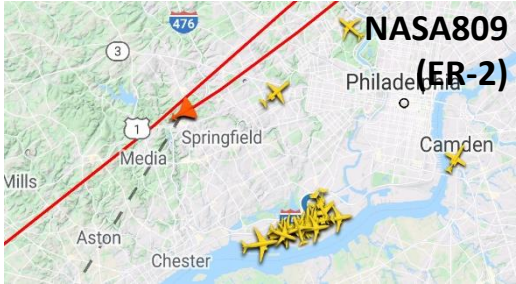 476
NASA809
(ER-2)
3
Philadelphia
1
Springfield
Camden
Media
Mills
Aston
Chester